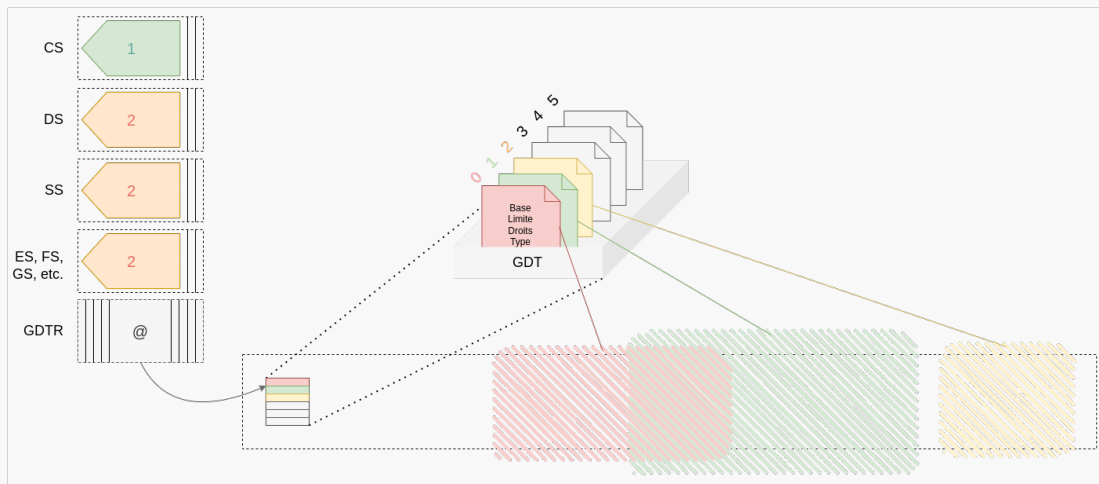 CS
1
DS
2
SS
2
ES, FS,
GS, etc.
2
GDTR
@
0 1 2 3 4 5
Base
Limite
Droits
Type
GDT